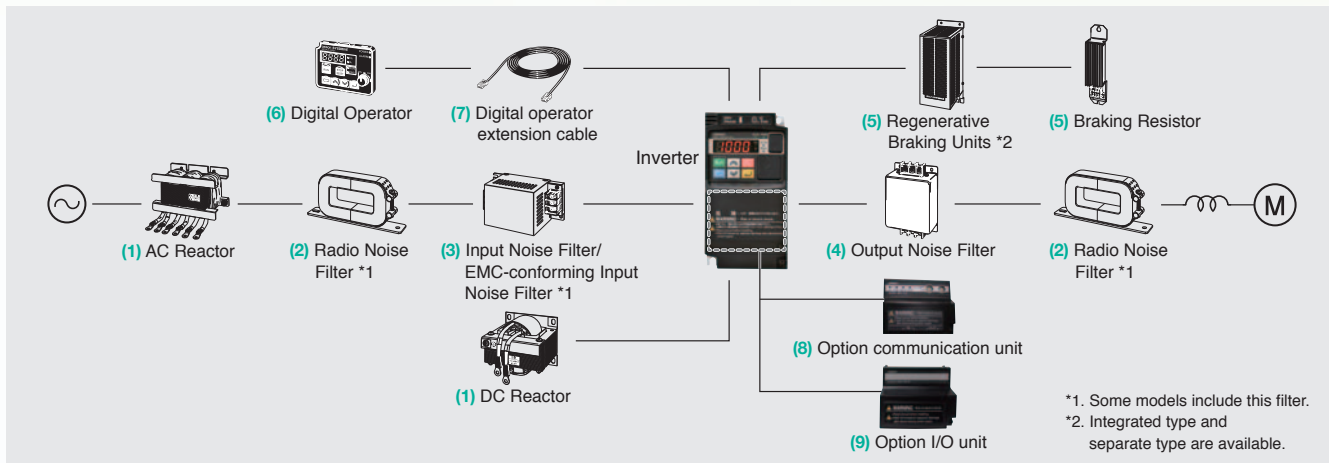 (6) Digital Operator
(7) Digital operator
extension cable
(5) Regenerative
Braking Units *2
(5) Braking Resistor
Inverter
1000
(1) AC Reactor
(2) Radio Noise
Filter *1
(3) Input Noise Filter/
EMC-conforming Input
Noise Filter *1
(4) Output Noise Filter
(2) Radio Noise
Filter *1
M
(1) DC Reactor
(8) Option communication unit
(9) Option I/O unit
*1. Some models include this filter.
*2. Integrated type and
separate type are available.